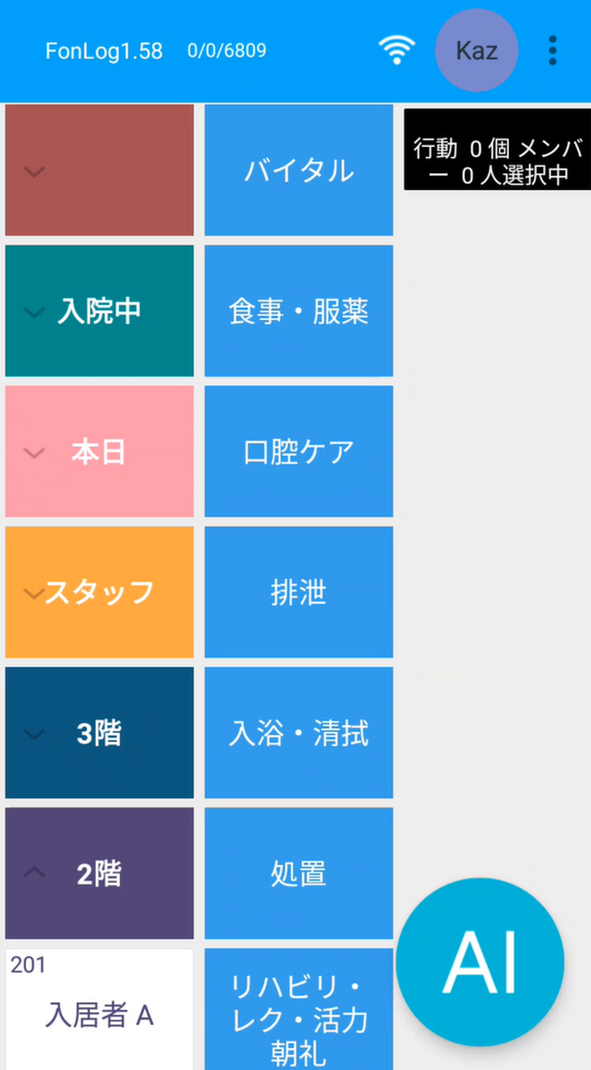 FonLog1.58 0/0/6809 Kaz
バイタル
行動 0 個 メンバ
ー 0 人選択中
入院中
食事・服薬
本日
口腔ケア
スタッフ
排泄
3階
入浴・清拭
2階
処置
AI
201
入居者 A
リハビリ・
レク・活力
朝礼